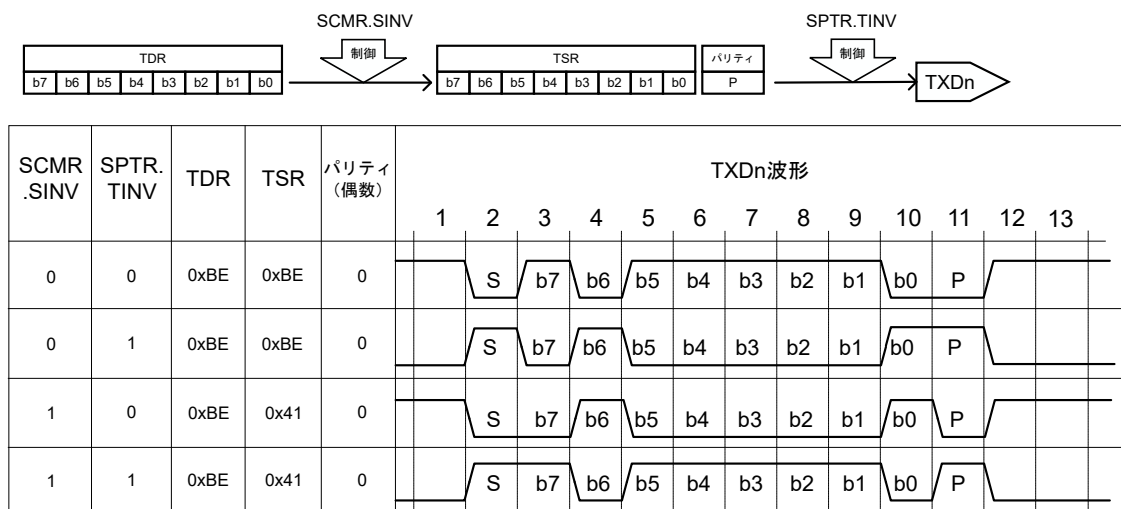 SCMR.SINV SPTR.TINV
TDR 制御 TSR パリティ 制御
b7 b6 b5 b4 b3 b2 b1 b0 b7 b6 b5 b4 b3 b2 b1 b0 P TXDn
SCMR .SINV SPTR. TINV TDR TSR パリティ (偶数) TXDn波形
1 2 3 4 5 6 7 8 9 10 11 12 13
0 0 0xBE 0xBE 0 S b7 b6 b5 b4 b3 b2 b1 b0 P
0 1 0xBE 0xBE 0 S b7 b6 b5 b4 b3 b2 b1 b0 P
1 0 0xBE 0x41 0 S b7 b6 b5 b4 b3 b2 b1 b0 P
1 1 0xBE 0x41 0 S b7 b6 b5 b4 b3 b2 b1 b0 P